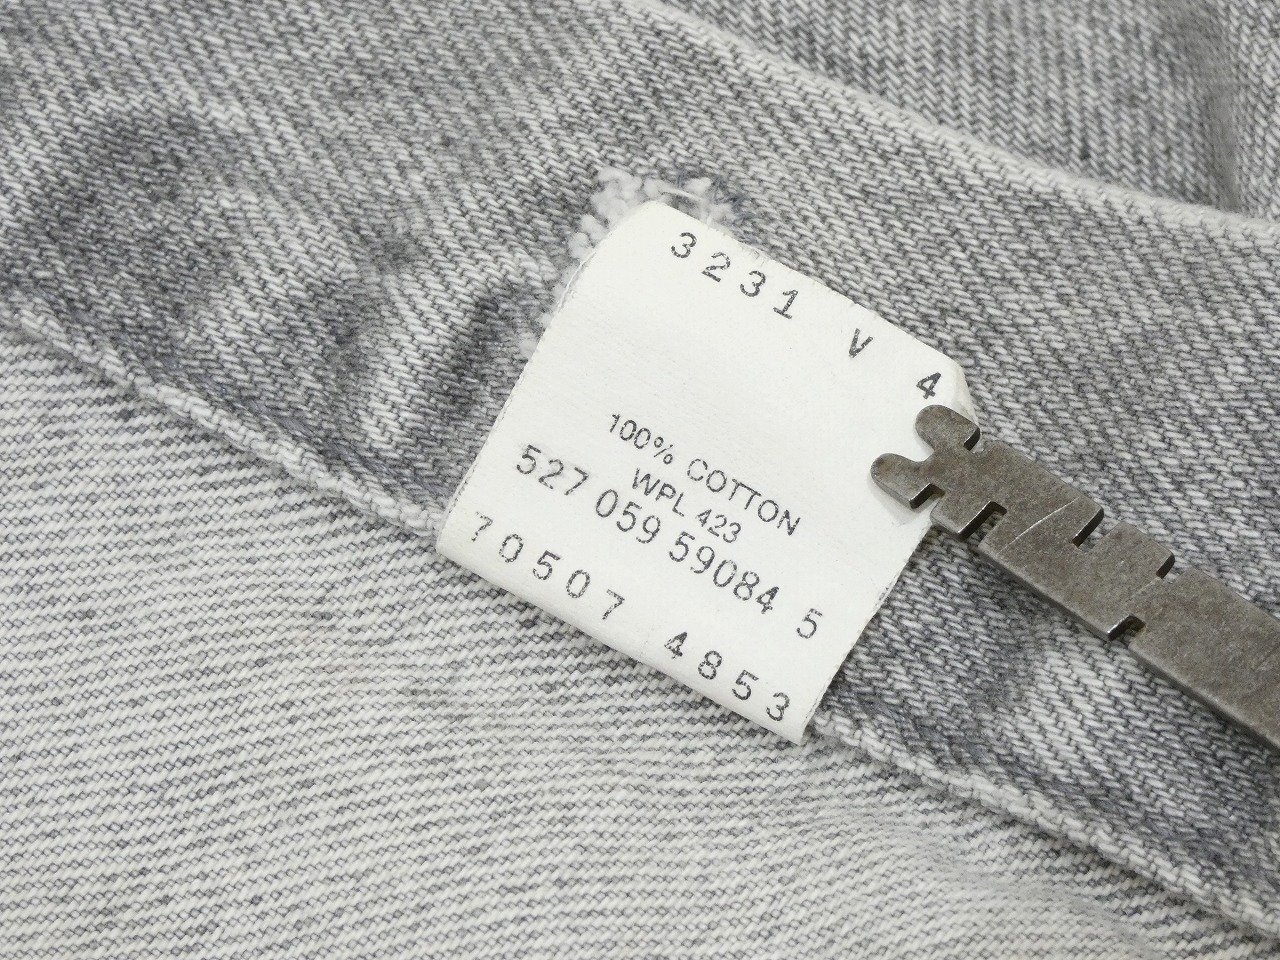 3231 V 4
100% COTTON
WPL 423
527 059 59084 5
70507 4853